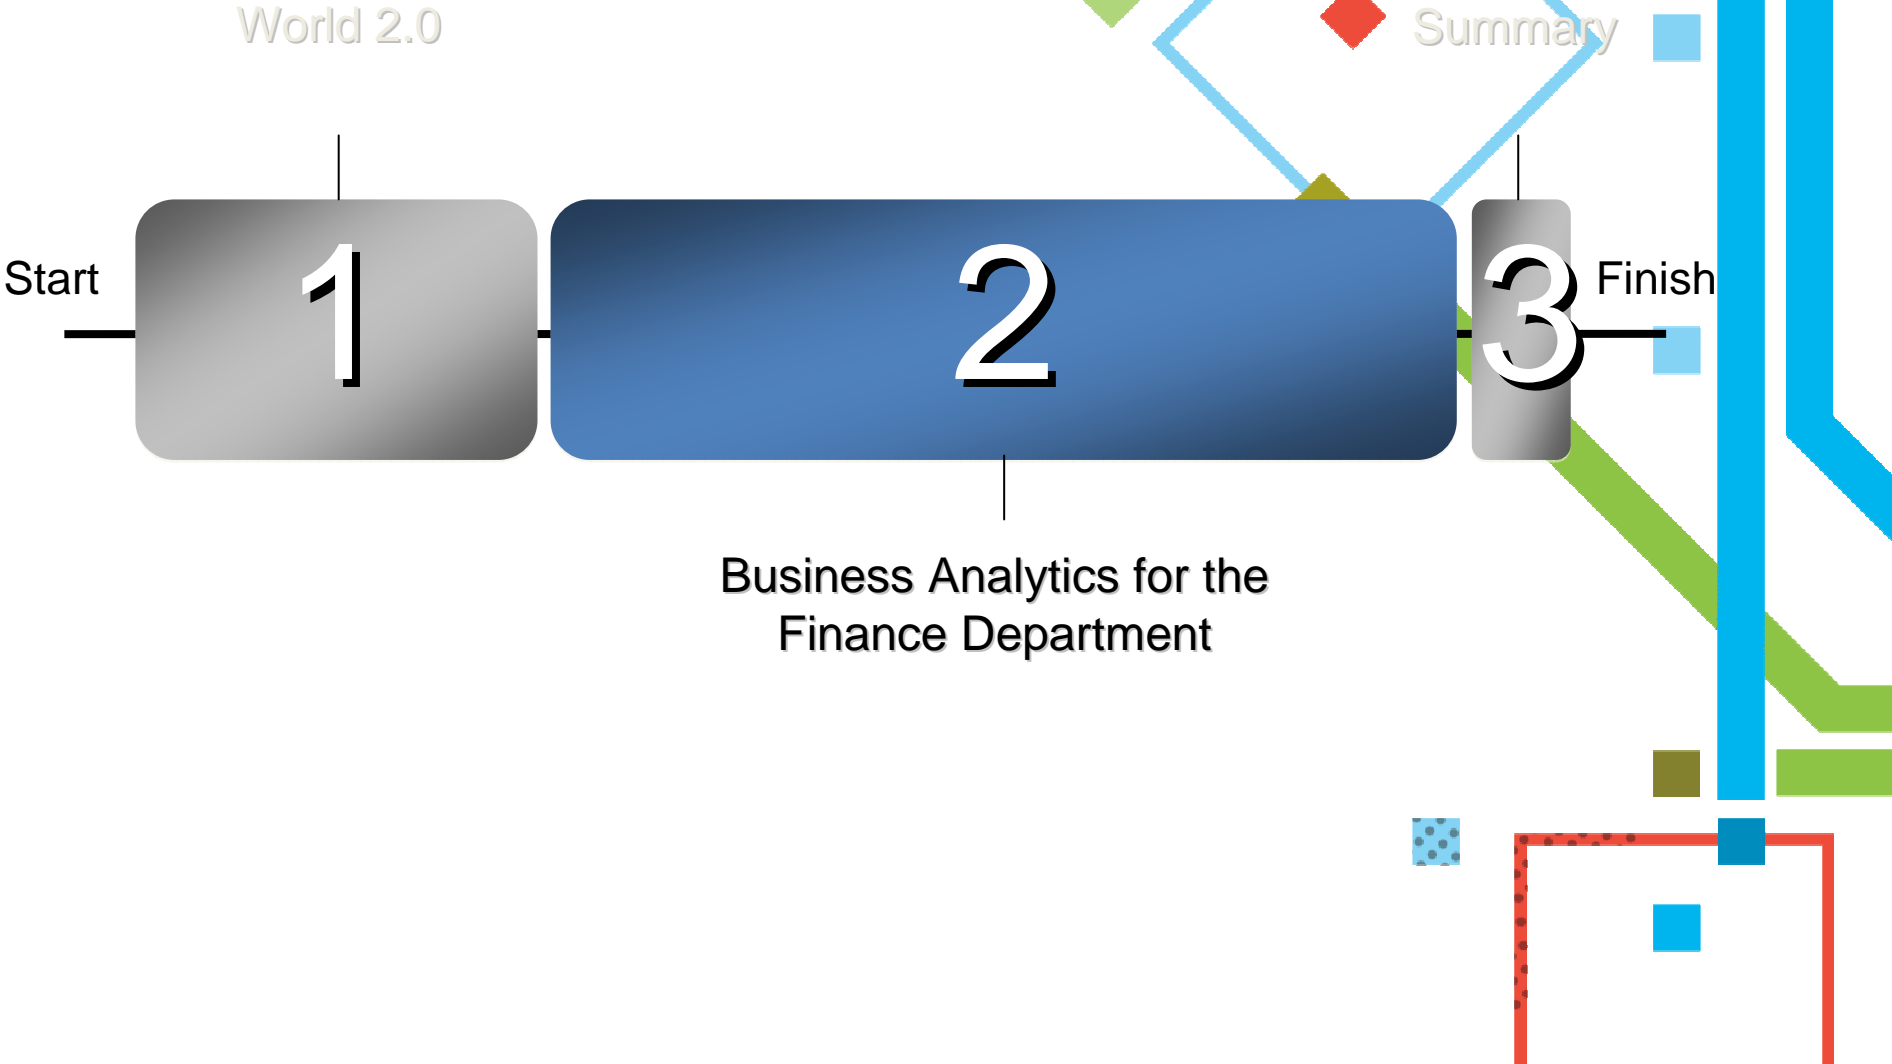 World 2.0
Summary
Start
1
2
3
Finish
Business Analytics for the
Finance Department